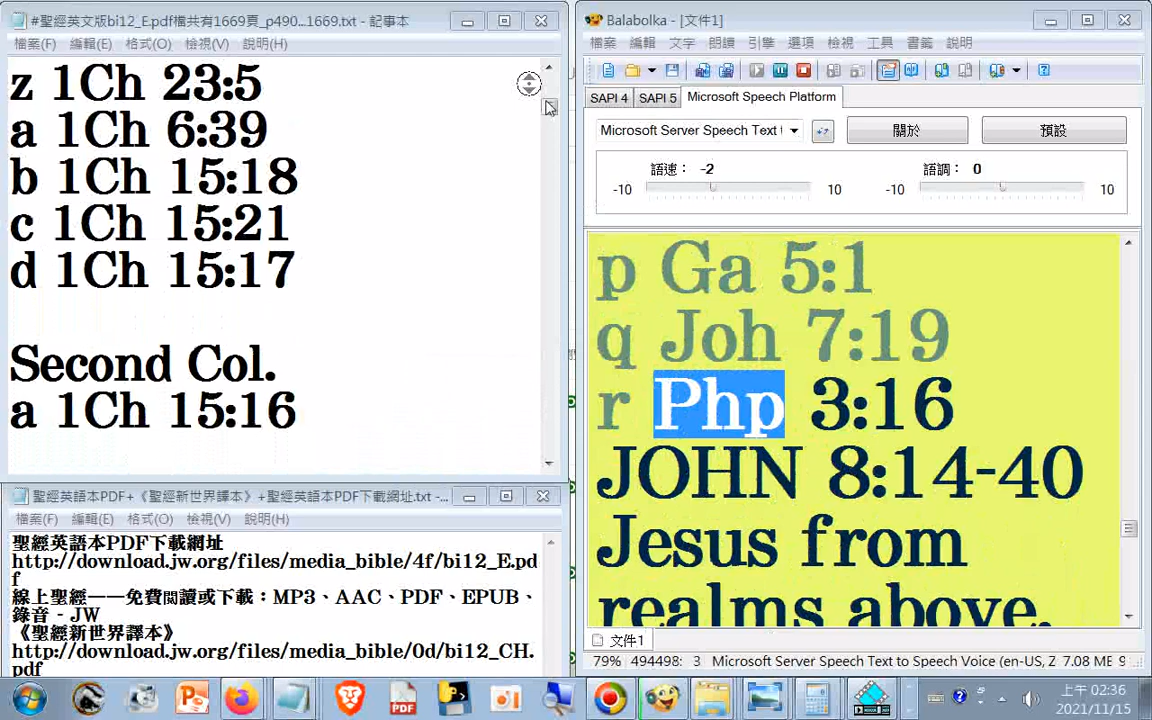 #聖經英文版bi12_E.pdf檔共有1669頁_p490...1669.txt - 記事本
檔案(F) 編輯(E) 格式(O) 檢視(V) 說明(H)
z 1Ch 23:5
a 1Ch 6:39
b 1Ch 15:18
c 1Ch 15:21
d 1Ch 15:17
Second Col.
a 1Ch 15:16
聖經英語本PDF+《聖經新世界譯本》+聖經英語本PDF下載網址.txt -...
檔案(F) 編輯(E) 格式(O) 檢視(V) 說明(H)
聖經英語本PDF下載網址
http://download.jw.org/files/media_bible/4f/bi12_E.pd
f
線上聖經——免費閱讀或下載：MP3、AAC、PDF、EPUB、
錄音 - JW
《聖經新世界譯本》
http://download.jw.org/files/media_bible/0d/bi12_CH.
pdf
Balabolka - [文件1]
檔案 編輯 文字 朗讀 引擎 選項 檢視 工具 書籤 說明
SAPI 4 SAPI 5 Microsoft Speech Platform
Microsoft Server Speech Text 關於 預設
語速： -2 語調： 0
-10 10 -10 10
p Ga 5:1
q Joh 7:19
r Php 3:16
JOHN 8:14-40
Jesus from
realms above.
文件1
79% 494498: 3 Microsoft Server Speech Text to Speech Voice (en-US, Z 7.08 ME 9
上午 02:36
2021/11/15